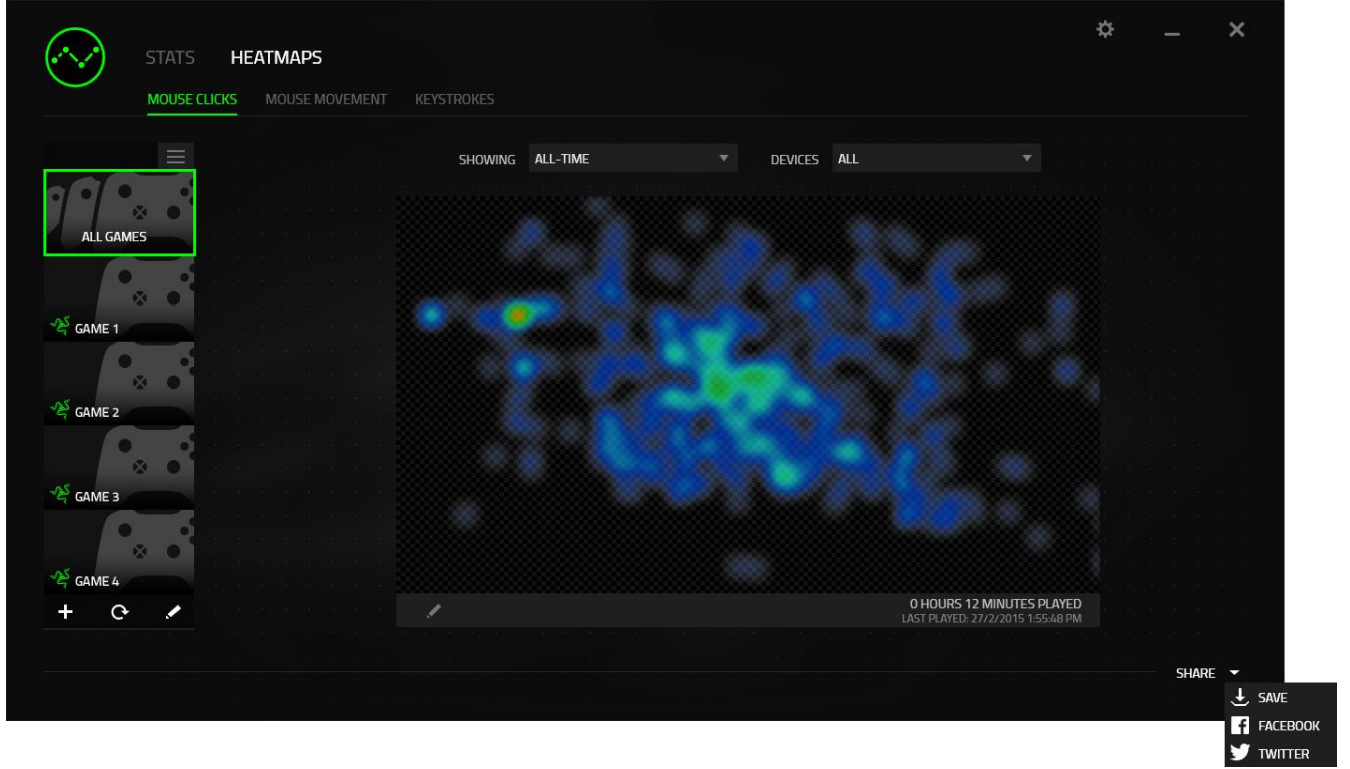 STATS HEATMAPS
MOUSE CLICKS MOUSE MOVEMENT KEYSTROKES
SHOWING ALL-TIME DEVICES ALL
ALL GAMES
GAME 1
GAME 2
GAME 3
GAME 4
0 HOURS 12 MINUTES PLAYED
LAST PLAYED: 27/2/2015 1:55:48 PM
SHARE
SAVE
FACEBOOK
TWITTER